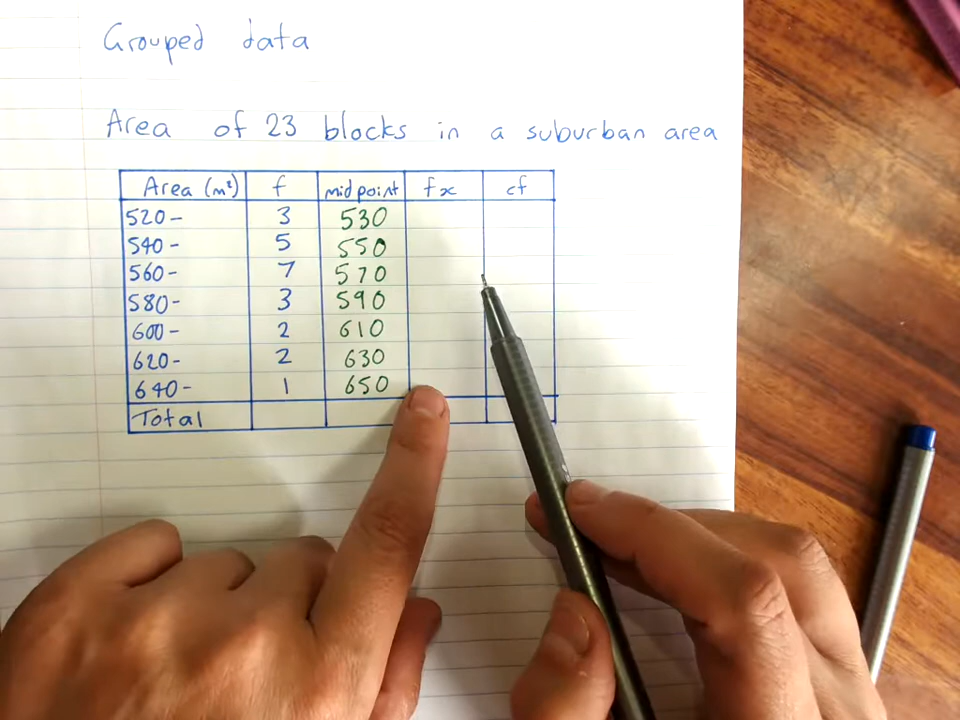 Grouped data
Area of 23 blocks in a suburban area
Area (m²) f midpoint fx cf
520- 3 530
540- 5 550
560- 7 570
580- 3 590
600- 2 610
620- 2 630
640- 1 650
Total